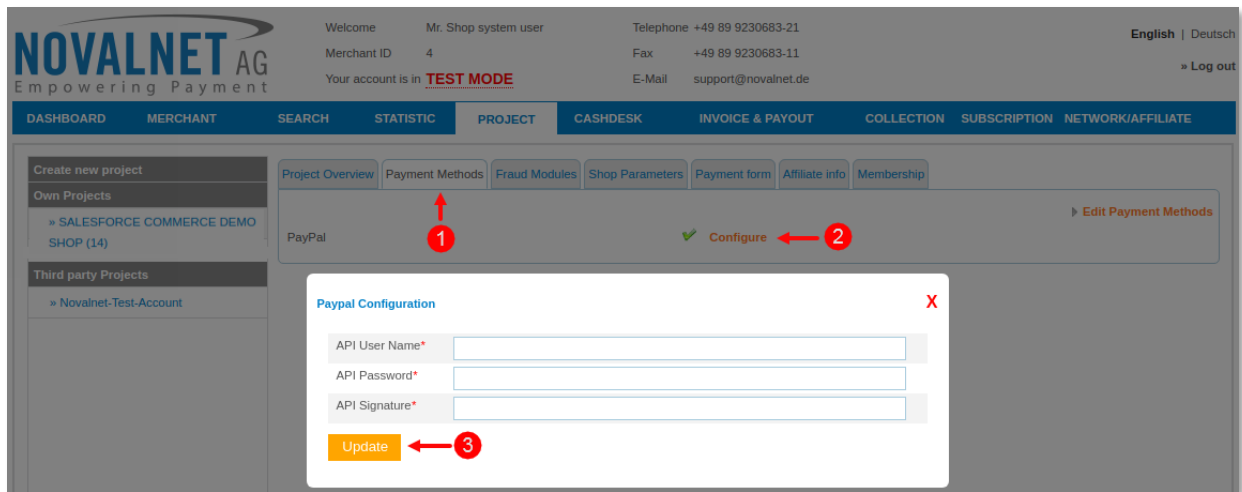 NOVALNET AG
Empowering Payment
Welcome Mr. Shop system user
Merchant ID 4
Your account is in TEST MODE
Telephone +49 89 9230683-21
Fax +49 89 9230683-11
E-Mail support@novalnet.de
English | Deutsch
» Log out
DASHBOARD MERCHANT SEARCH STATISTIC PROJECT CASHDESK INVOICE & PAYOUT COLLECTION SUBSCRIPTION NETWORK/AFFILIATE
Create new project
Own Projects
» SALESFORCE COMMERCE DEMO
SHOP (14)
Third party Projects
» Novalnet-Test-Account
Project Overview Payment Methods Fraud Modules Shop Parameters Payment form Affiliate info Membership
Edit Payment Methods
1
PayPal Configure 2
Paypal Configuration X
API User Name*
API Password*
API Signature*
Update 3